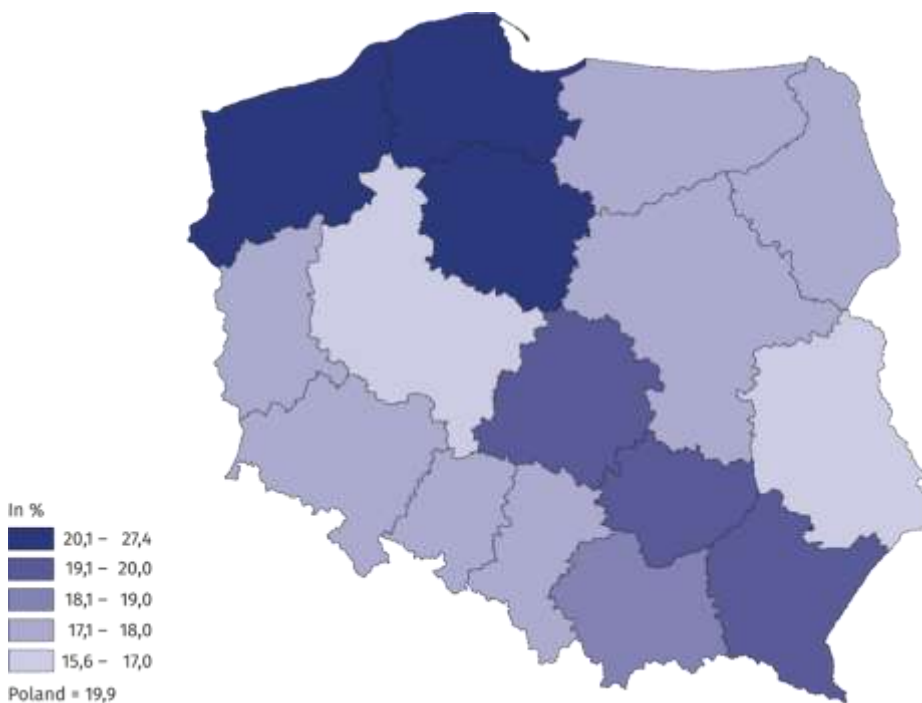 In %
20,1 – 27,4
19,1 – 20,0
18,1 – 19,0
17,1 – 18,0
15,6 – 17,0
Poland = 19,9